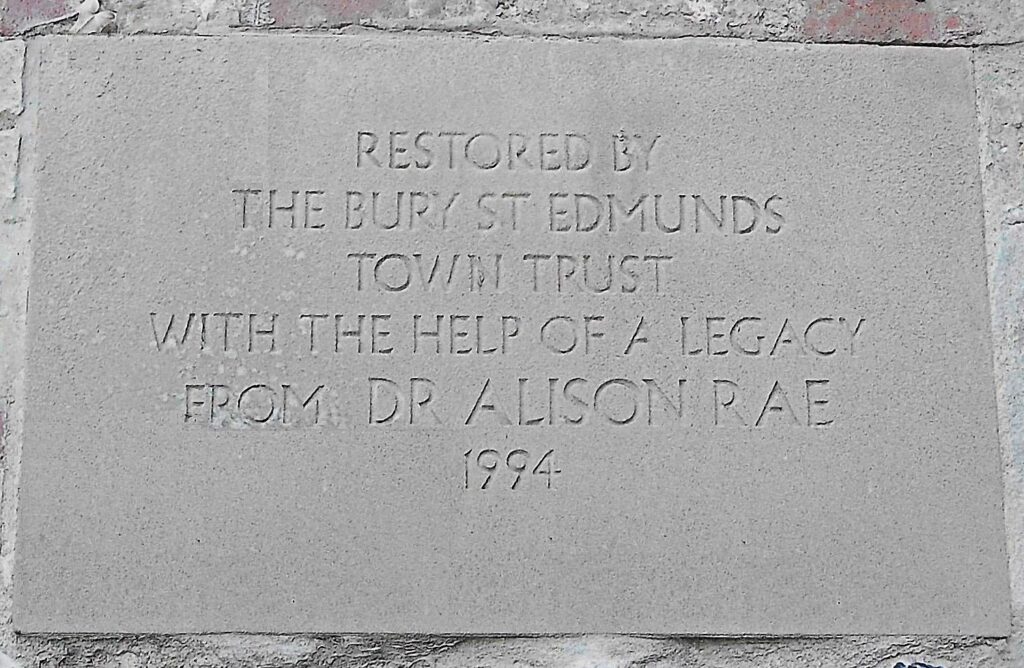 RESTORED BY
THE BURY ST EDMUNDS
TOWN TRUST
WITH THE HELP OF A LEGACY
FROM DR ALISON RAE
1994